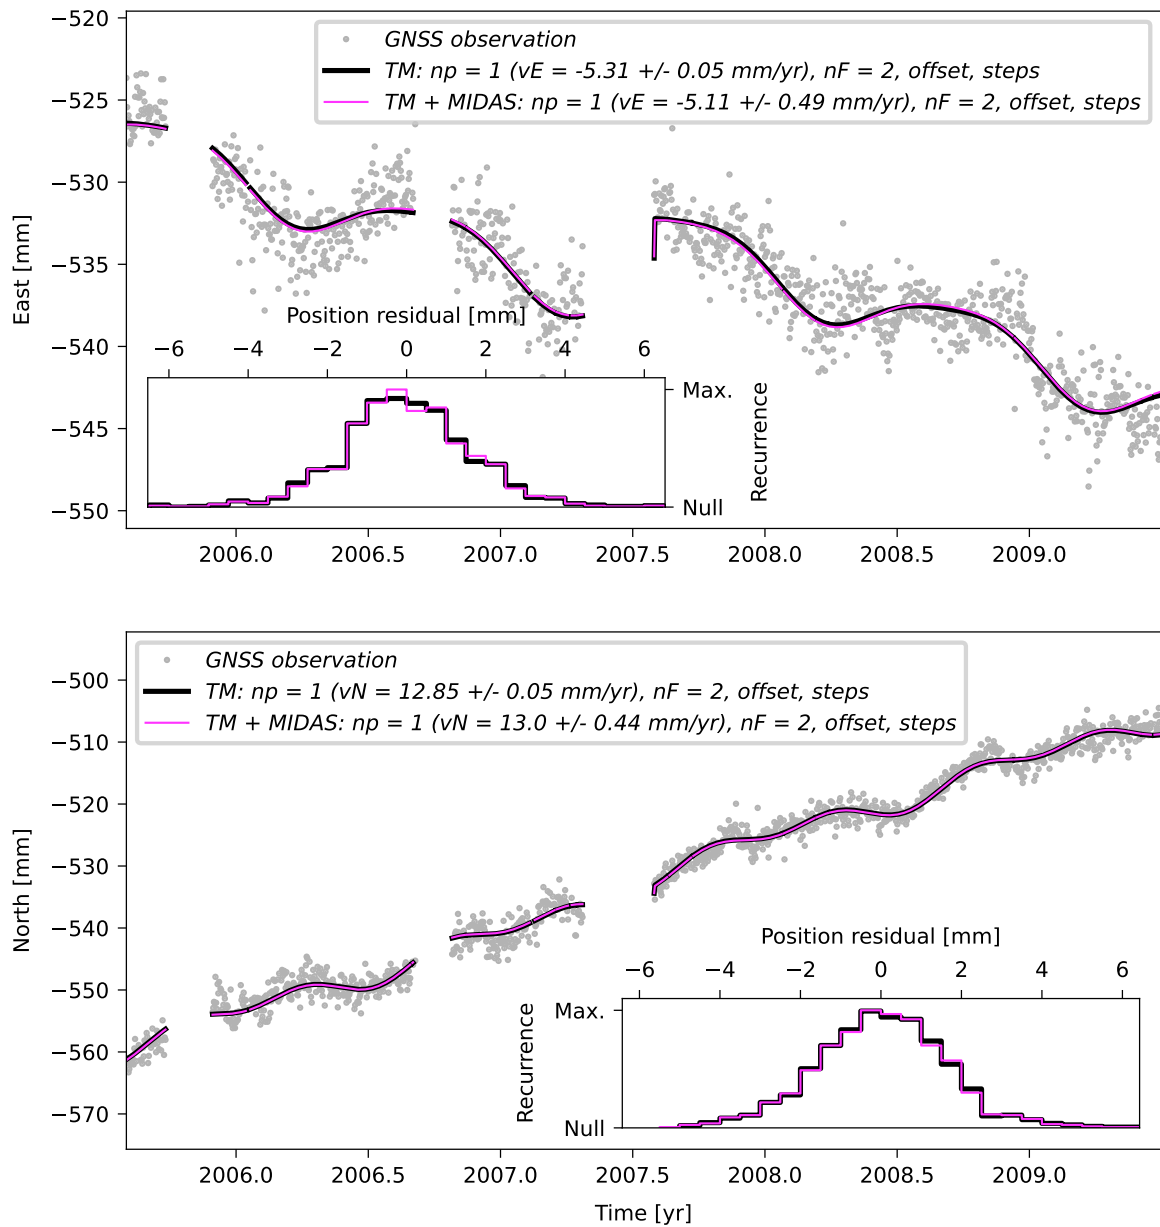 −520
−525
−530
−535
−540
−545
−550
East [mm]
GNSS observation
TM: np = 1 (vE = -5.31 +/- 0.05 mm/yr), nF = 2, offset, steps
TM + MIDAS: np = 1 (vE = -5.11 +/- 0.49 mm/yr), nF = 2, offset, steps
Position residual [mm]
−6 −4 −2 0 2 4 6
Max.
Null
Recurrence
2006.0 2006.5 2007.0 2007.5 2008.0 2008.5 2009.0
−500
−510
−520
−530
−540
−550
−560
−570
North [mm]
GNSS observation
TM: np = 1 (vN = 12.85 +/- 0.05 mm/yr), nF = 2, offset, steps
TM + MIDAS: np = 1 (vN = 13.0 +/- 0.44 mm/yr), nF = 2, offset, steps
Position residual [mm]
−6 −4 −2 0 2 4 6
Max.
Null
Recurrence
2006.0 2006.5 2007.0 2007.5 2008.0 2008.5 2009.0
Time [yr]